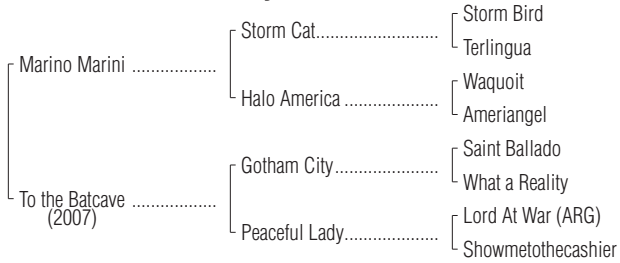 Storm Bird
Storm Cat........................
Terlingua
Marino Marini .................
Waquoit
Halo America ...................
Ameriangel
Saint Ballado
Gotham City.....................
What a Reality
To the Batcave .................
(2007)
Lord At War (ARG)
Peaceful Lady...................
Showmetothecashier